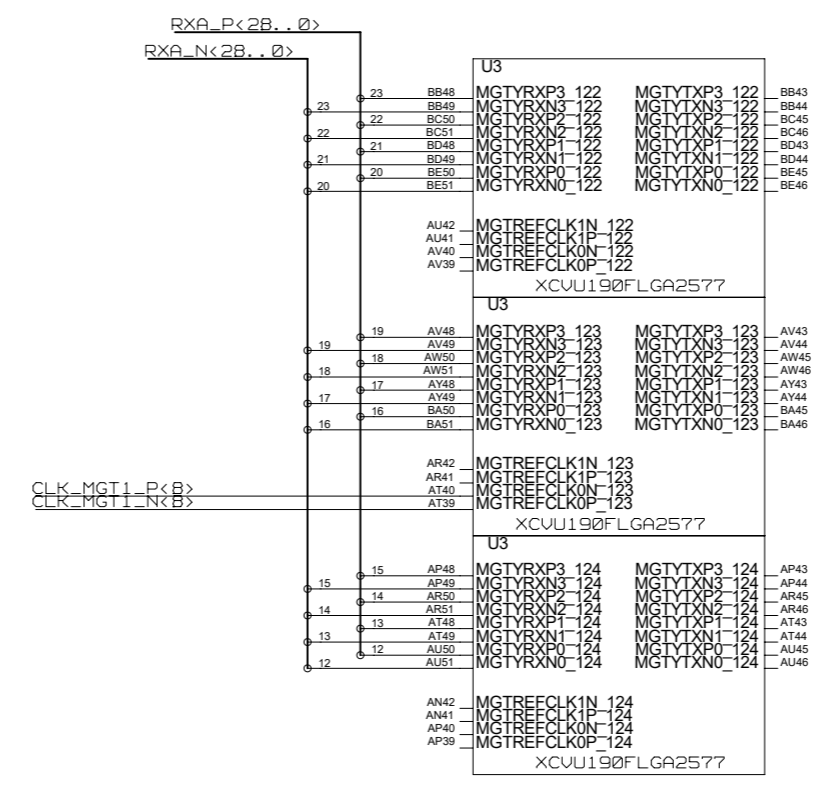 RXA_P<28..0>
RXA_N<28..0>
U3
23 BB48 MGTYRXP3_122 MGTYTXP3_122 BB43
23 BB49 MGTYRXN3_122 MGTYTXN3_122 BB44
22 BC50 MGTYRXP2_122 MGTYTXP2_122 BC45
22 BC51 MGTYRXN2_122 MGTYTXN2_122 BC46
21 BD48 MGTYRXP1_122 MGTYTXP1_122 BD43
21 BD49 MGTYRXN1_122 MGTYTXN1_122 BD44
20 BE50 MGTYRXP0_122 MGTYTXP0_122 BE45
20 BE51 MGTYRXN0_122 MGTYTXN0_122 BE46
AU42 MGTREFCLK1N_122
AU41 MGTREFCLK1P_122
AV40 MGTREFCLK0N_122
AV39 MGTREFCLK0P_122
XCVU190FLGA2577
U3
19 AV48 MGTYRXP3_123 MGTYTXP3_123 AV43
19 AV49 MGTYRXN3_123 MGTYTXN3_123 AV44
18 AW50 MGTYRXP2_123 MGTYTXP2_123 AW45
18 AW51 MGTYRXN2_123 MGTYTXN2_123 AW46
17 AY48 MGTYRXP1_123 MGTYTXP1_123 AY43
17 AY49 MGTYRXN1_123 MGTYTXN1_123 AY44
16 BA50 MGTYRXP0_123 MGTYTXP0_123 BA45
16 BA51 MGTYRXN0_123 MGTYTXN0_123 BA46
AR42 MGTREFCLK1N_123
AR41 MGTREFCLK1P_123
CLK_MGT1_P<8> AT40 MGTREFCLK0N_123
CLK_MGT1_N<8> AT39 MGTREFCLK0P_123
XCVU190FLGA2577
U3
15 AP48 MGTYRXP3_124 MGTYTXP3_124 AP43
15 AP49 MGTYRXN3_124 MGTYTXN3_124 AP44
14 AR50 MGTYRXP2_124 MGTYTXP2_124 AR45
14 AR51 MGTYRXN2_124 MGTYTXN2_124 AR46
13 AT48 MGTYRXP1_124 MGTYTXP1_124 AT43
13 AT49 MGTYRXN1_124 MGTYTXN1_124 AT44
12 AU50 MGTYRXP0_124 MGTYTXP0_124 AU45
12 AU51 MGTYRXN0_124 MGTYTXN0_124 AU46
AN42 MGTREFCLK1N_124
AN41 MGTREFCLK1P_124
AP40 MGTREFCLK0N_124
AP39 MGTREFCLK0P_124
XCVU190FLGA2577